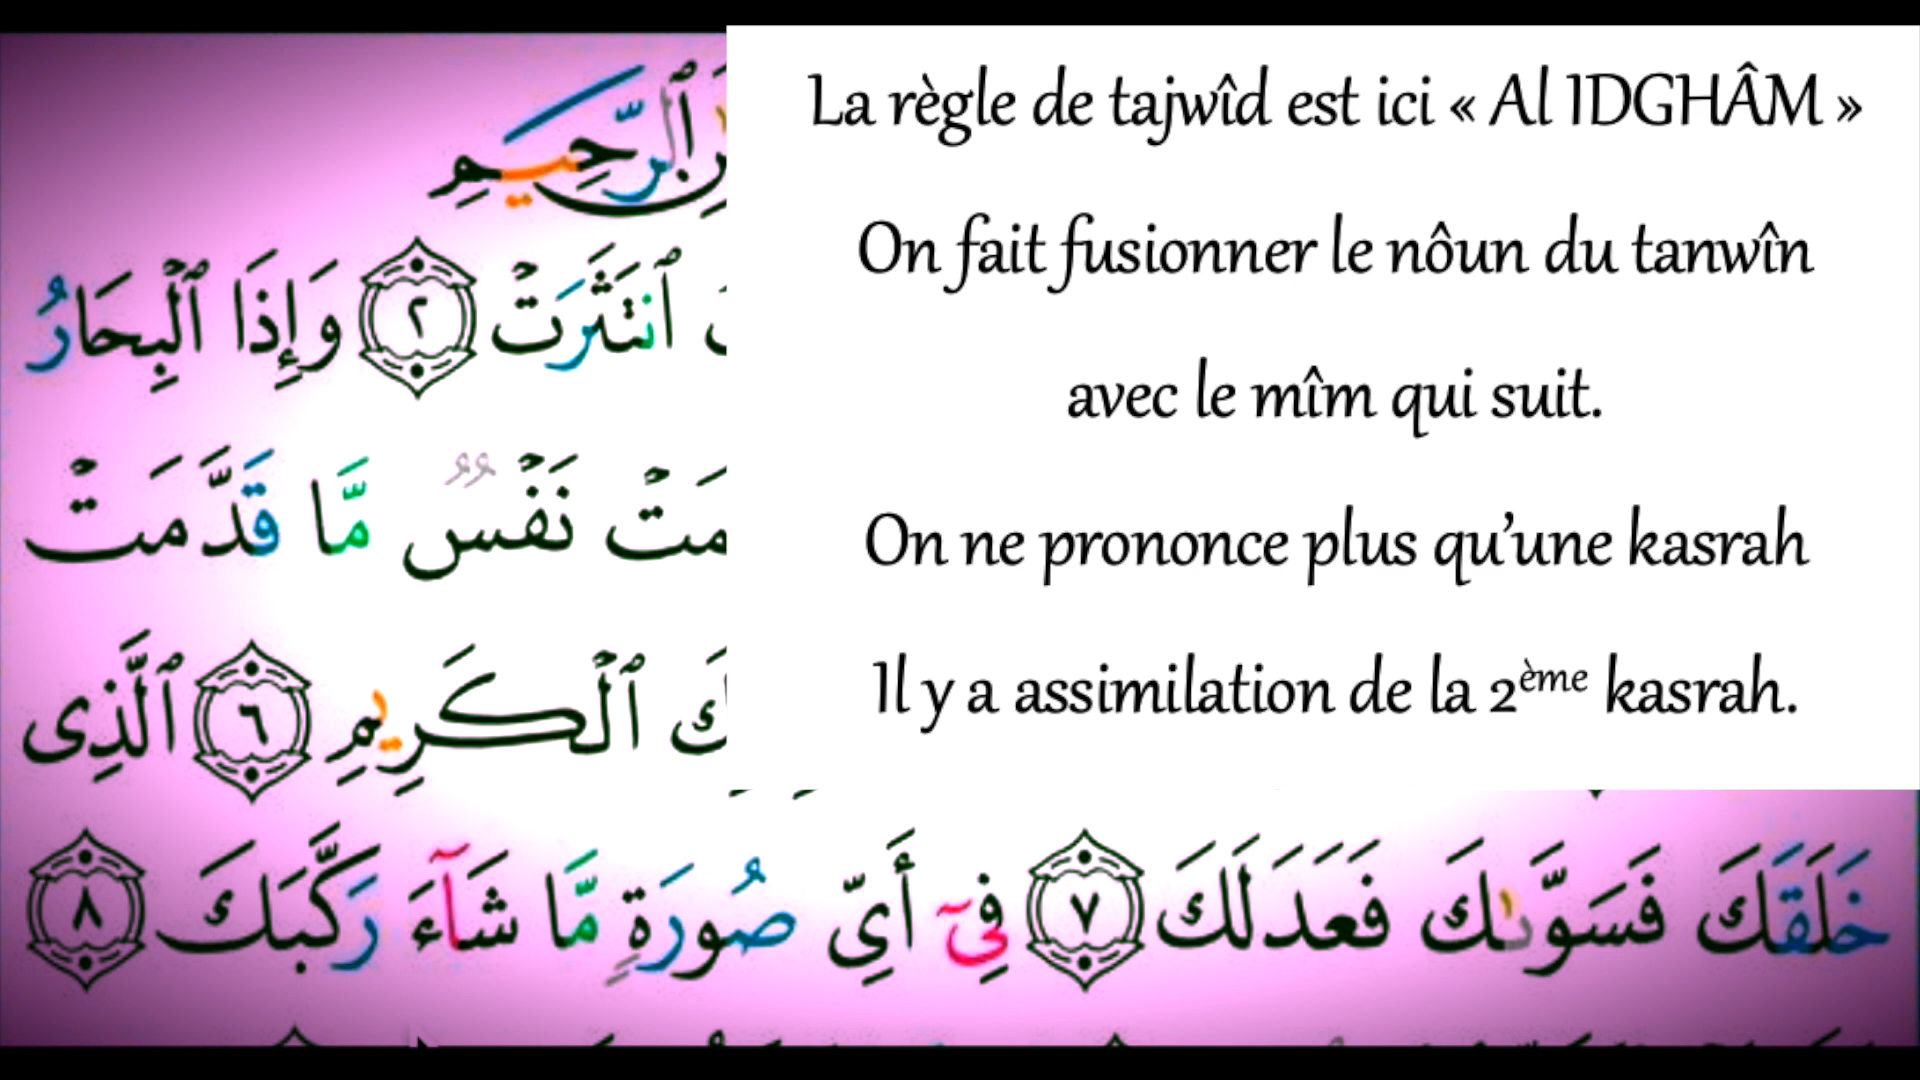 La règle de tajwîd est ici « Al IDGHÂM »
On fait fusionner le nôun du tanwîn
avec le mîm qui suit.
On ne prononce plus qu’une kasrah
Il y a assimilation de la 2ème kasrah.
ٱلرَّحِيمِ
ٱنتَثَرَتۡ ٢ وَإِذَا ٱلۡبِحَارُ
نَفۡسٞ مَّا قَدَّمَتۡ
ٱلۡكَرِيمِ ٦ ٱلَّذِى
خَلَقَكَ فَسَوَّىٰكَ فَعَدَلَكَ ٧ فِىٓ أَىِّ صُورَةٖ مَّا شَآءَ رَكَّبَكَ ٨